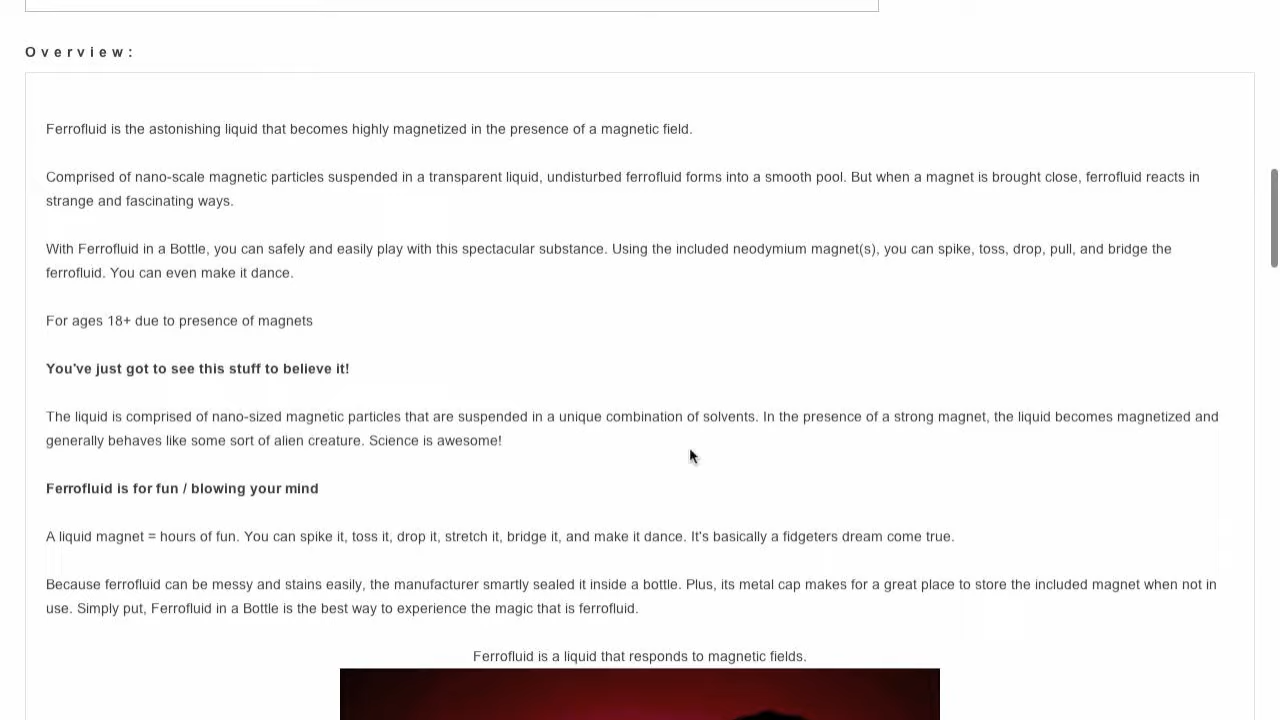 Overview:
Ferrofluid is the astonishing liquid that becomes highly magnetized in the presence of a magnetic field.
Comprised of nano-scale magnetic particles suspended in a transparent liquid, undisturbed ferrofluid forms into a smooth pool. But when a magnet is brought close, ferrofluid reacts in
strange and fascinating ways.
With Ferrofluid in a Bottle, you can safely and easily play with this spectacular substance. Using the included neodymium magnet(s), you can spike, toss, drop, pull, and bridge the
ferrofluid. You can even make it dance.
For ages 18+ due to presence of magnets
You've just got to see this stuff to believe it!
The liquid is comprised of nano-sized magnetic particles that are suspended in a unique combination of solvents. In the presence of a strong magnet, the liquid becomes magnetized and
generally behaves like some sort of alien creature. Science is awesome!
Ferrofluid is for fun / blowing your mind
A liquid magnet = hours of fun. You can spike it, toss it, drop it, stretch it, bridge it, and make it dance. It's basically a fidgeters dream come true.
Because ferrofluid can be messy and stains easily, the manufacturer smartly sealed it inside a bottle. Plus, its metal cap makes for a great place to store the included magnet when not in
use. Simply put, Ferrofluid in a Bottle is the best way to experience the magic that is ferrofluid.
Ferrofluid is a liquid that responds to magnetic fields.